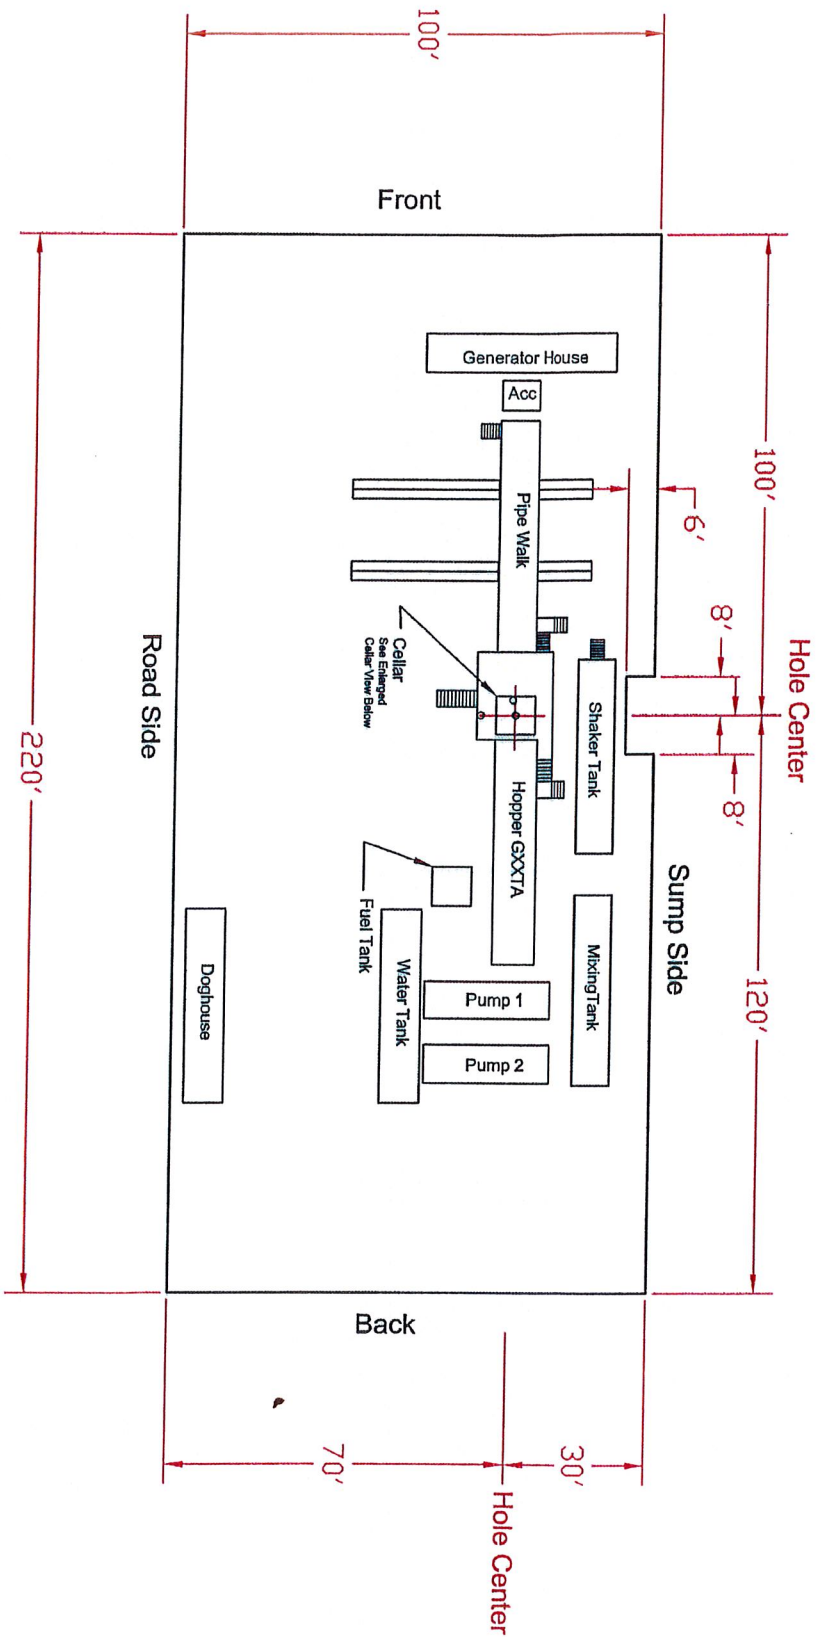 100'
Front
Generator House
Acc
100'
Pipe Walk
6'
8'
Hole Center
Cellar
See Enlarged
Cellar View Below
Shaker Tank
Road Side
220'
8'
Hopper GXXTA
Sump Side
Fuel Tank
Doghouse
Water Tank
Pump 1
Pump 2
MixingTank
120'
Back
70'
30'
Hole Center